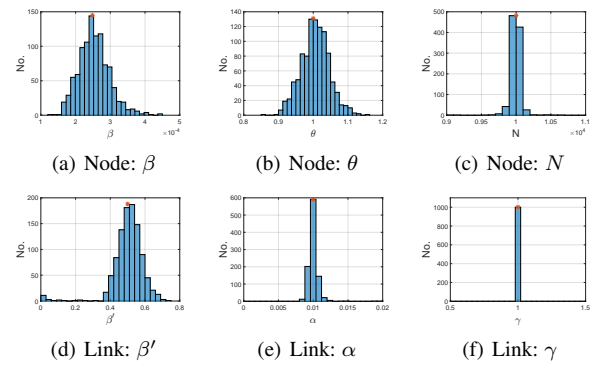 150
100
50
0
No.
1 2 3 4 5
β ×10⁻⁴
(a) Node: β
140
120
100
80
60
40
20
0
No.
0.8 0.9 1 1.1 1.2
θ
(b) Node: θ
500
400
300
200
100
0
No.
0.9 0.95 1 1.05 1.1
N ×10⁴
(c) Node: N
200
150
100
50
0
No.
0 0.2 0.4 0.6 0.8
β′
(d) Link: β′
600
400
200
0
No.
0 0.005 0.01 0.015 0.02
α
(e) Link: α
1000
800
600
400
200
0
No.
0.5 1 1.5
γ
(f) Link: γ